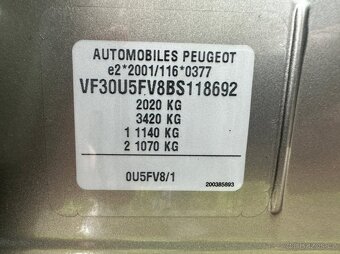 AUTOMOBILES PEUGEOT
e2*2001/116*0377
VF30U5FV8BS118692
2020 KG
3420 KG
1 1140 KG
2 1070 KG
0U5FV8/1
200385893